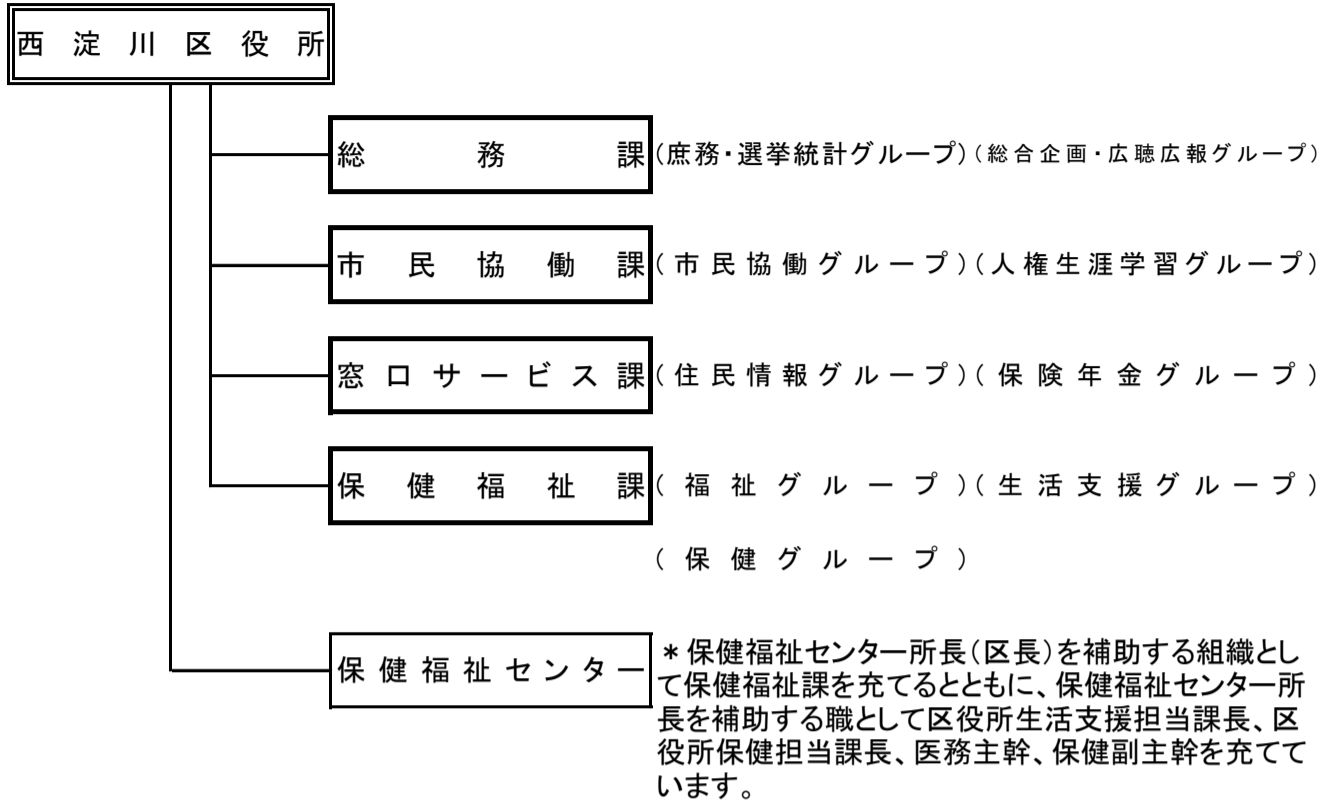 西淀川区役所
総務課(庶務・選挙統計グループ)(総合企画・広聴広報グループ)
市民協働課(市民協働グループ)(人権生涯学習グループ)
窓口サービス課(住民情報グループ)(保険年金グループ)
保健福祉課(福祉グループ)(生活支援グループ)
(保健グループ)
保健福祉センター
*保健福祉センター所長(区長)を補助する組織とし
て保健福祉課を充てるとともに、保健福祉センター所
長を補助する職として区役所生活支援担当課長、区
役所保健担当課長、医務主幹、保健副主幹を充てて
います。